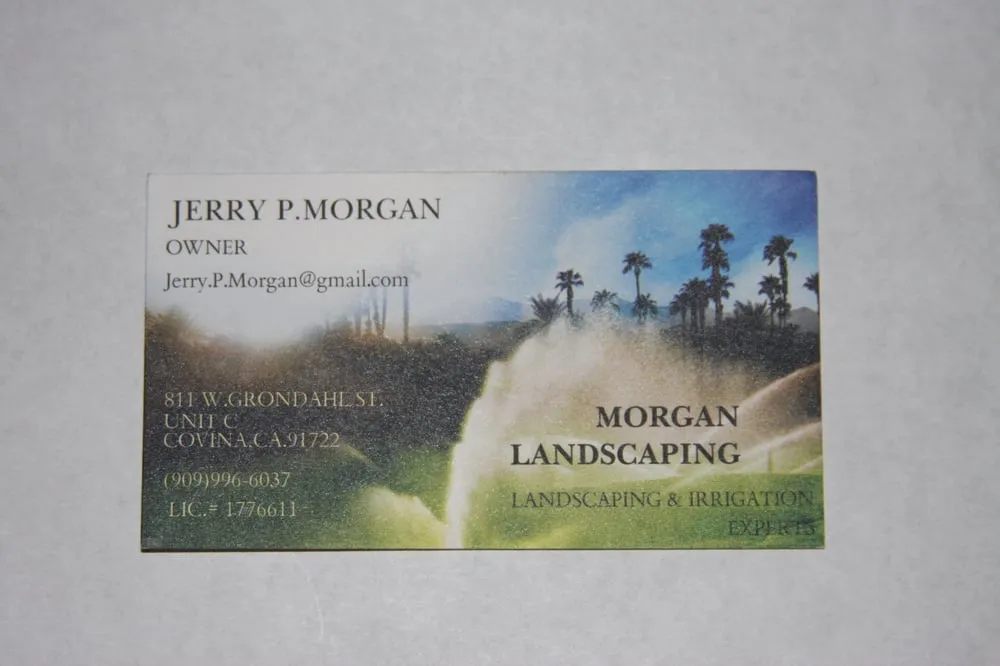 JERRY P.MORGAN
OWNER
Jerry.P.Morgan@gmail.com
811 W.GRONDAHL ST.
UNIT C
COVINA,CA.91722
(909)996-6037
LIC.# 1776611
MORGAN
LANDSCAPING
LANDSCAPING & IRRIGATION
EXPERTS